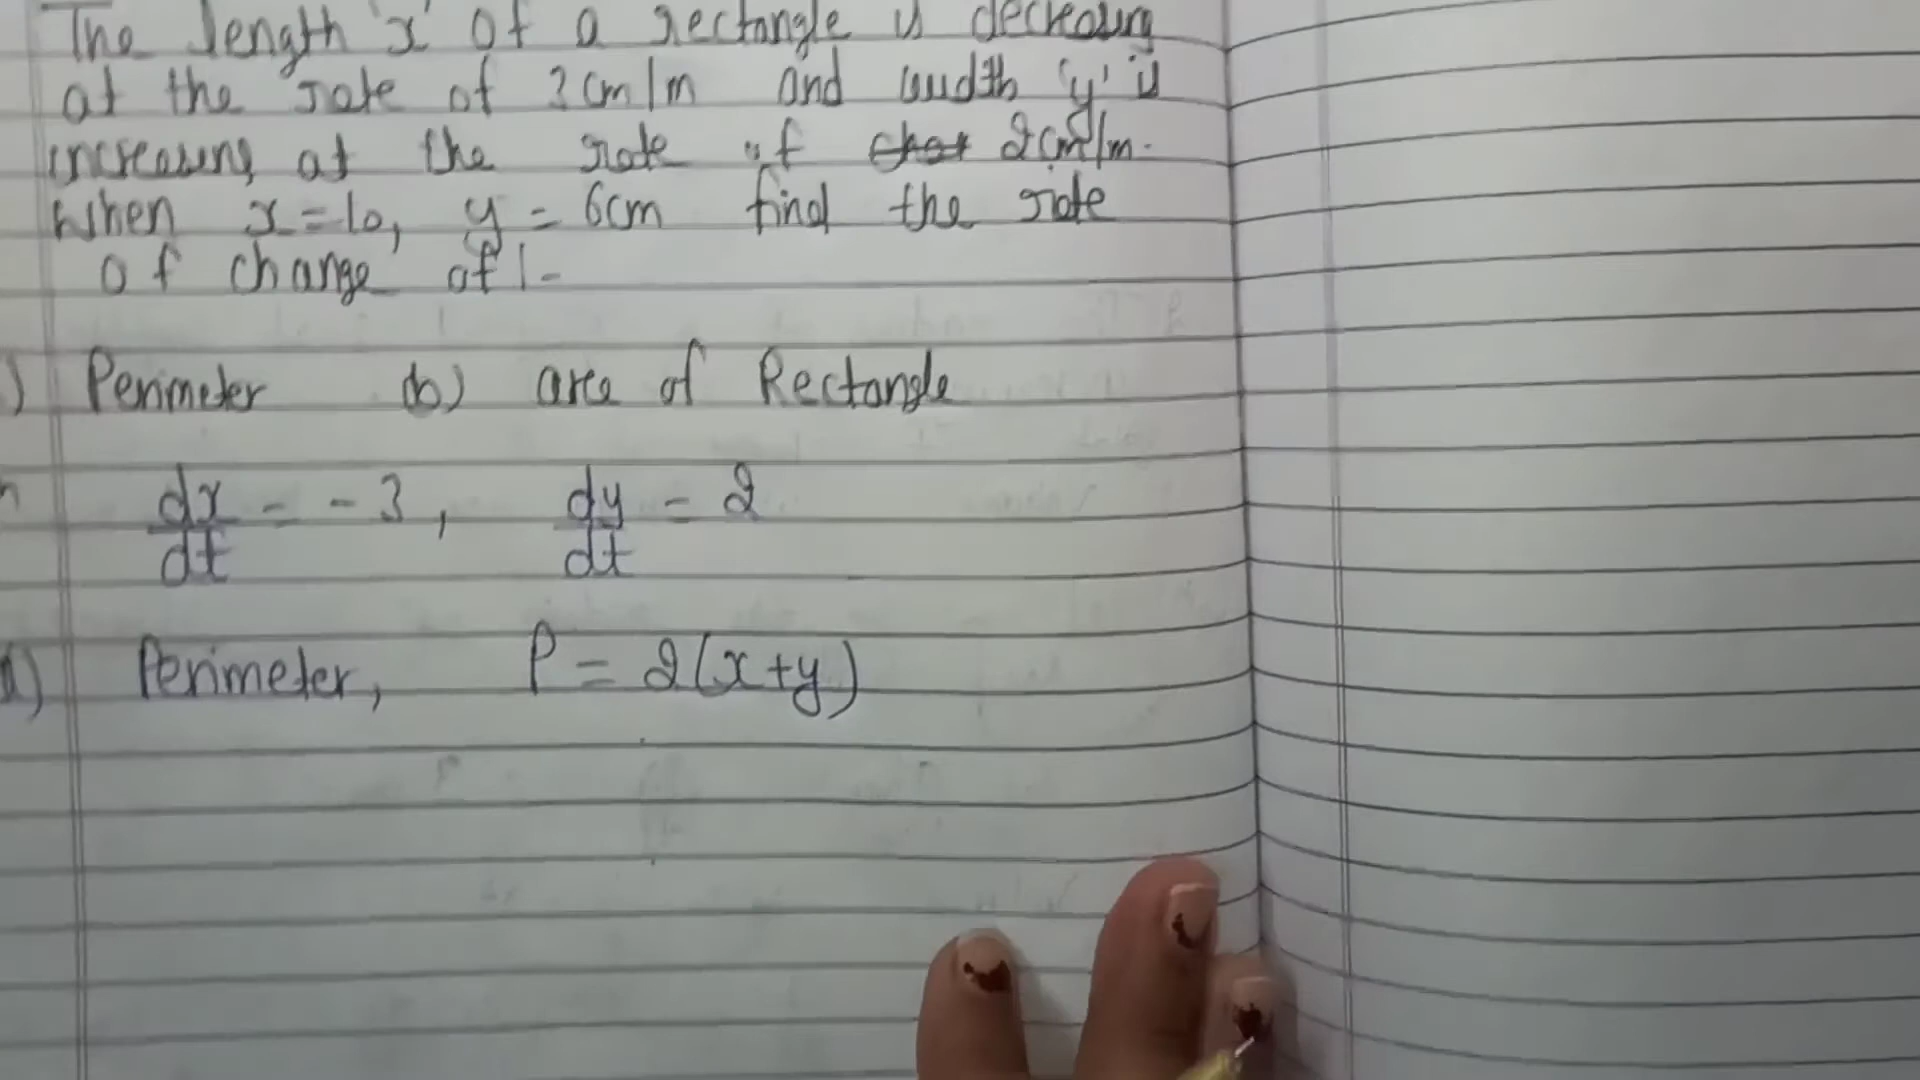 The length 'x' of a rectangle is decreasing
at the rate of 3cm/m and width 'y' is
increasing at the rate of 2cm/m.
When x=10, y = 6cm find the rate
of change of :-
) Perimeter (b) area of Rectangle
dx/dt = -3, dy/dt = 2
a) Perimeter, P = 2(x+y)